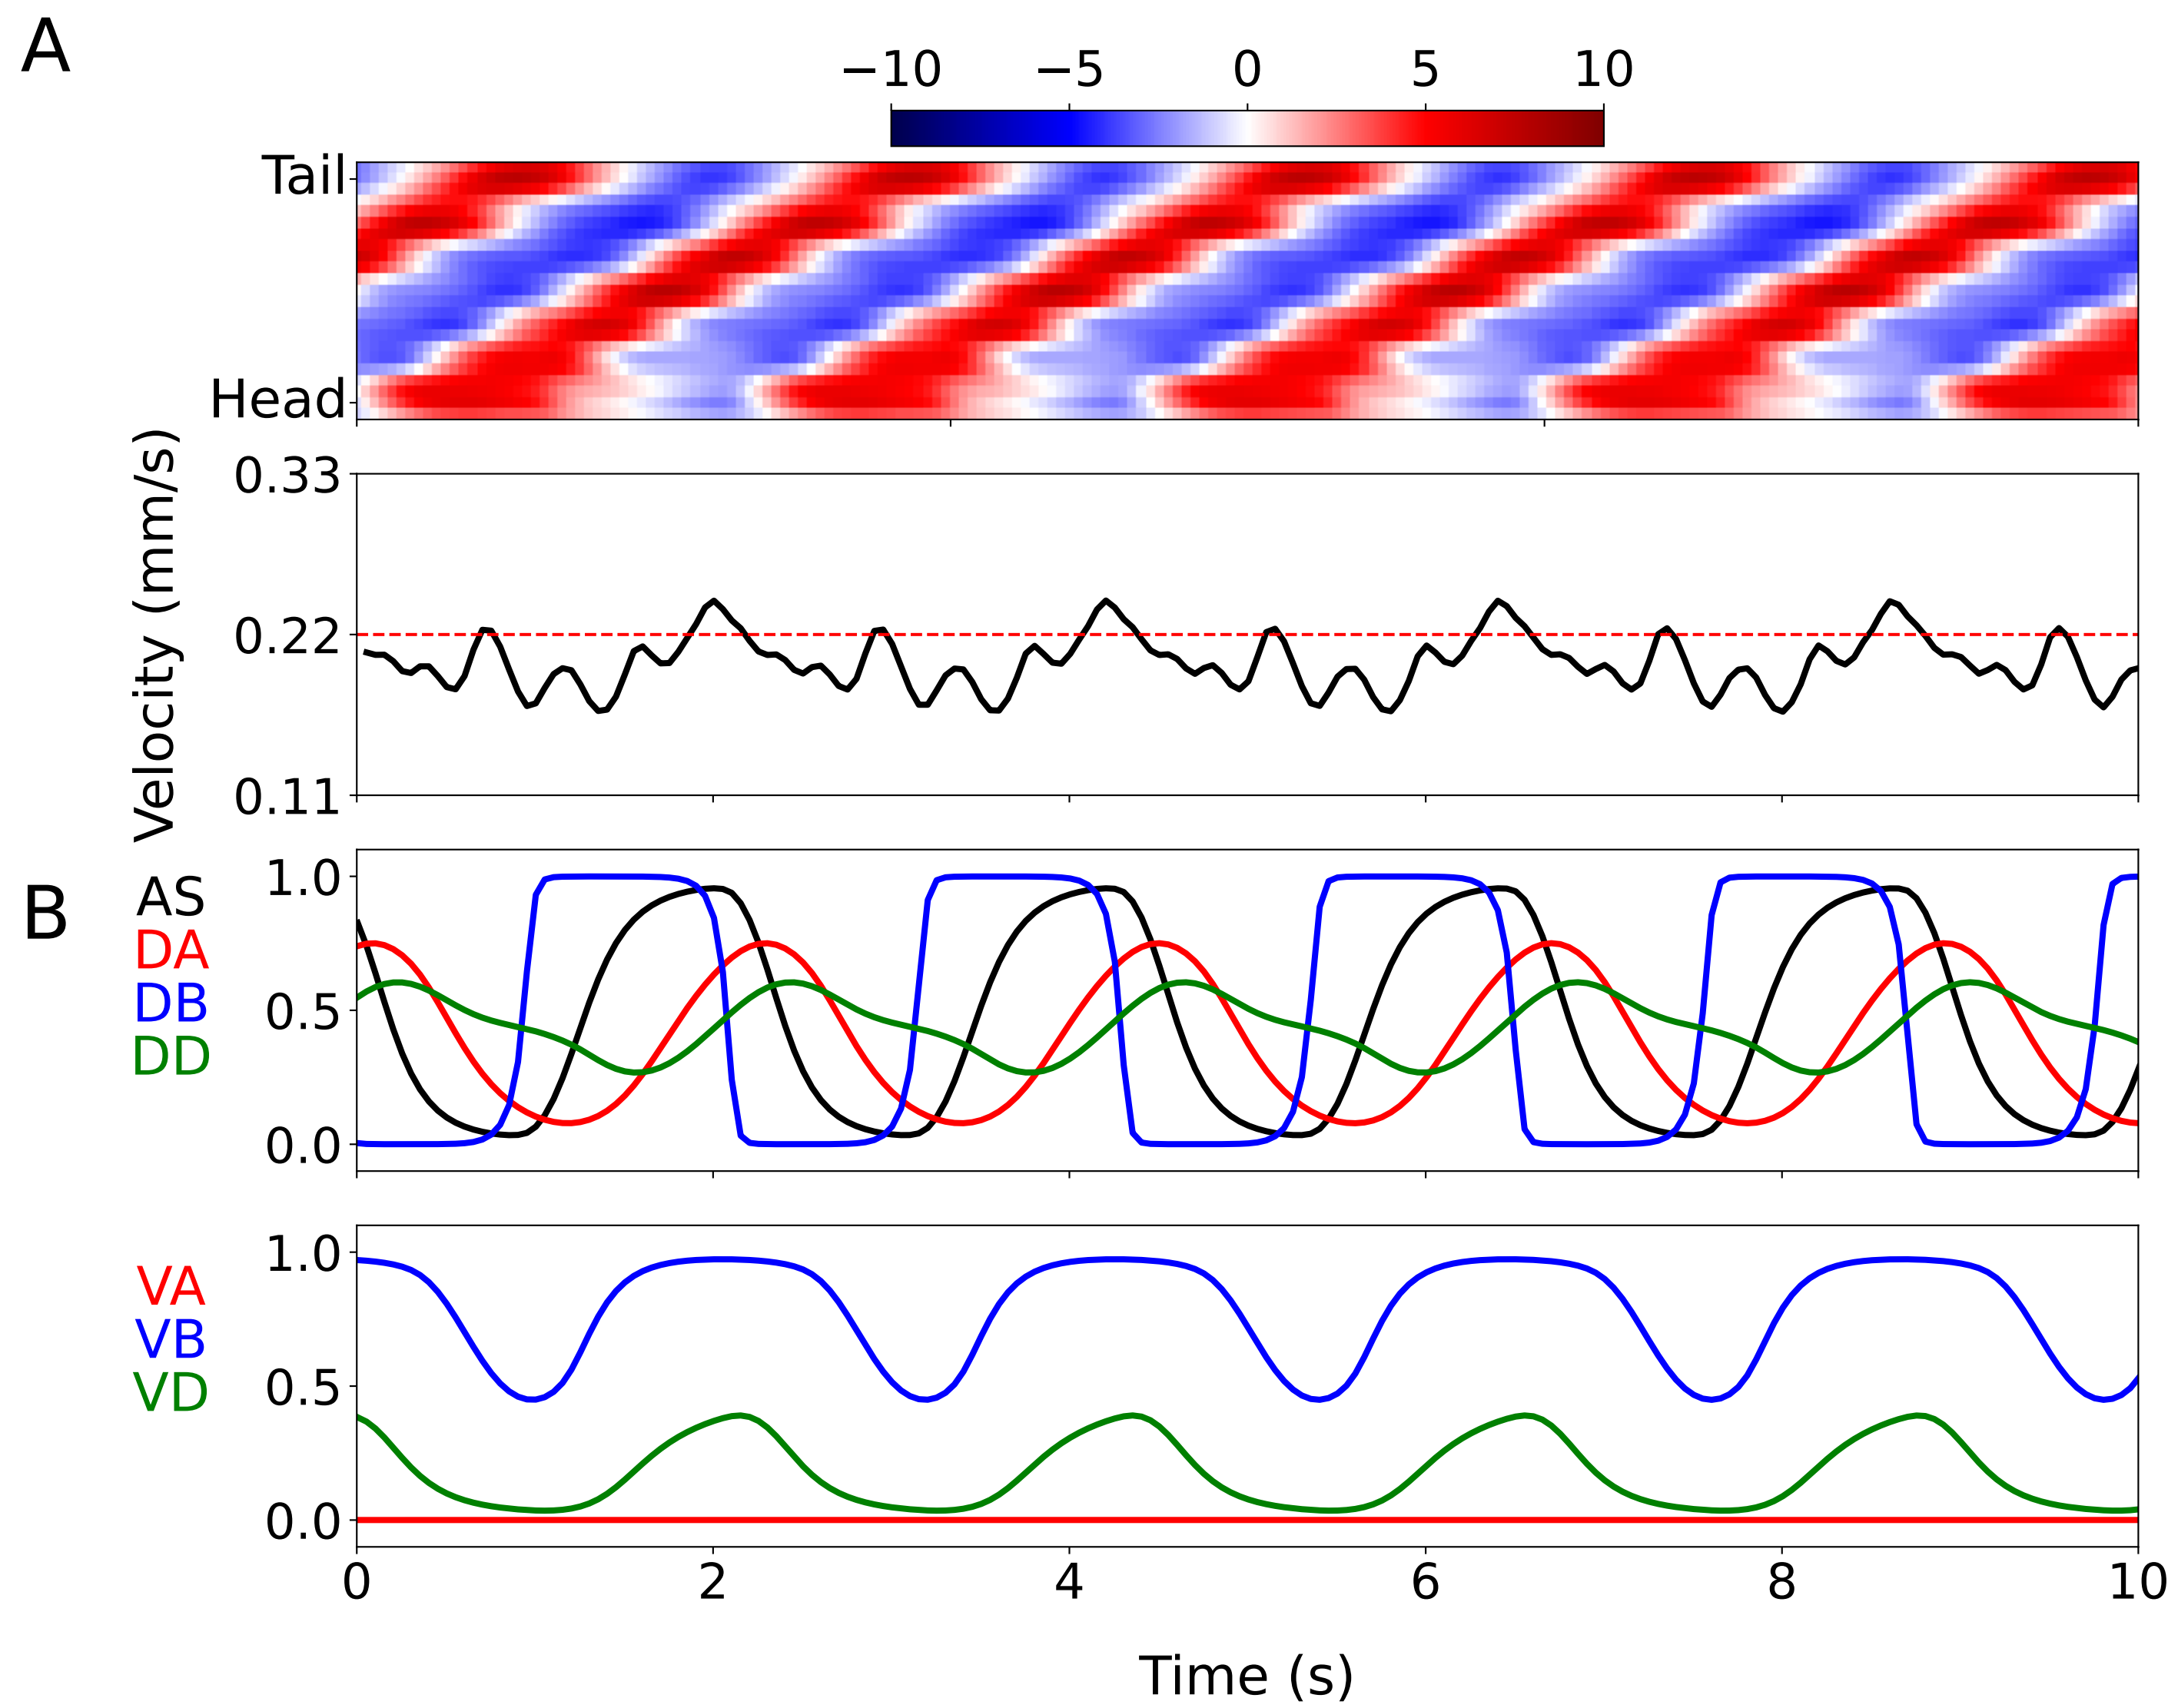 A
−10 −5 0 5 10
Tail
Head
Velocity (mm/s)
0.33
0.22
0.11
B
AS
DA
DB
DD
1.0
0.5
0.0
VA
VB
VD
1.0
0.5
0.0
0 2 4 6 8 10
Time (s)